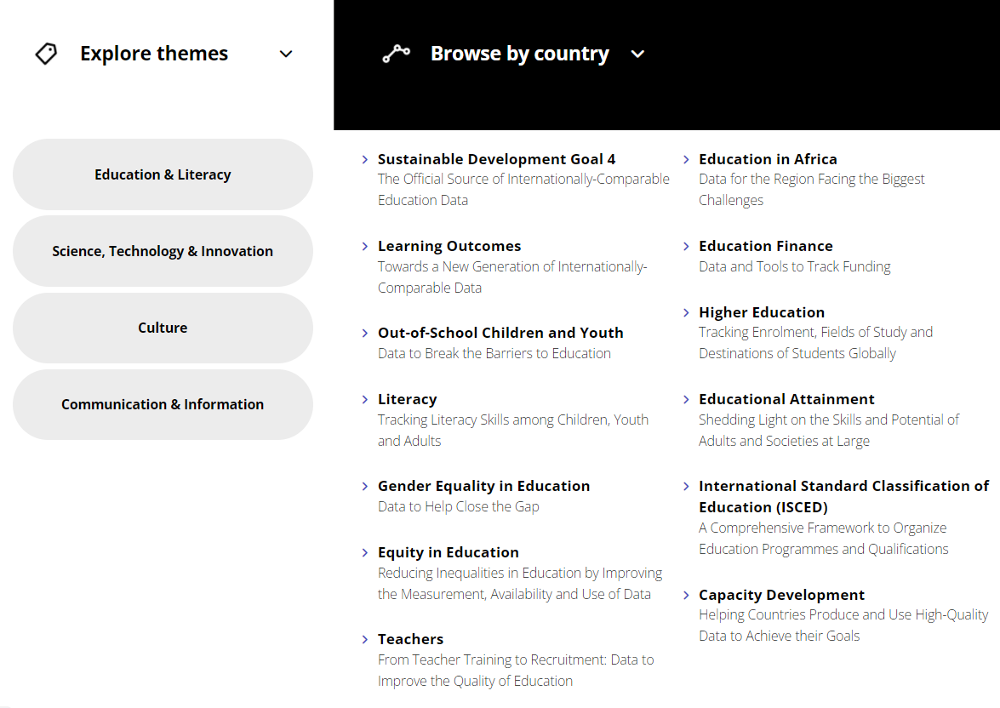 Explore themes
Browse by country
Education & Literacy
Science, Technology & Innovation
Culture
Communication & Information
Sustainable Development Goal 4
The Official Source of Internationally-Comparable
Education Data
Learning Outcomes
Towards a New Generation of Internationally-
Comparable Data
Out-of-School Children and Youth
Data to Break the Barriers to Education
Literacy
Tracking Literacy Skills among Children, Youth
and Adults
Gender Equality in Education
Data to Help Close the Gap
Equity in Education
Reducing Inequalities in Education by Improving
the Measurement, Availability and Use of Data
Teachers
From Teacher Training to Recruitment: Data to
Improve the Quality of Education
Education in Africa
Data for the Region Facing the Biggest
Challenges
Education Finance
Data and Tools to Track Funding
Higher Education
Tracking Enrolment, Fields of Study and
Destinations of Students Globally
Educational Attainment
Shedding Light on the Skills and Potential of
Adults and Societies at Large
International Standard Classification of
Education (ISCED)
A Comprehensive Framework to Organize
Education Programmes and Qualifications
Capacity Development
Helping Countries Produce and Use High-Quality
Data to Achieve their Goals